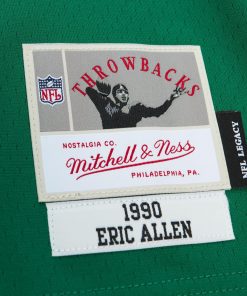 THROWBACKS
NFL
NOSTALGIA CO.
Mitchell & Ness
PHILADELPHIA, PA.
NFL LEGACY
1990
ERIC ALLEN